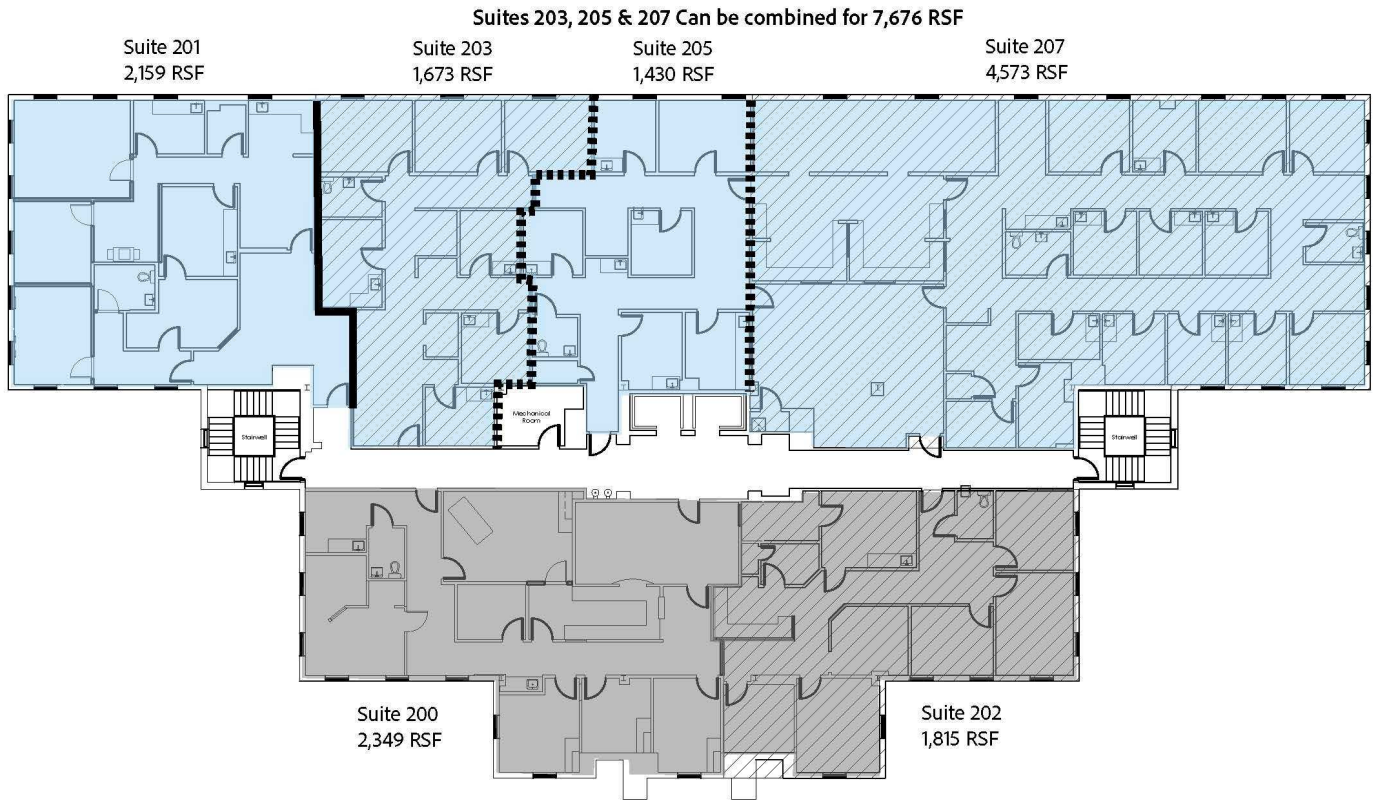 Suites 203, 205 & 207 Can be combined for 7,676 RSF
Suite 201
2,159 RSF
Suite 203
1,673 RSF
Suite 205
1,430 RSF
Suite 207
4,573 RSF
Mechanical
Room
Stairwell
Stairwell
Suite 200
2,349 RSF
Suite 202
1,815 RSF